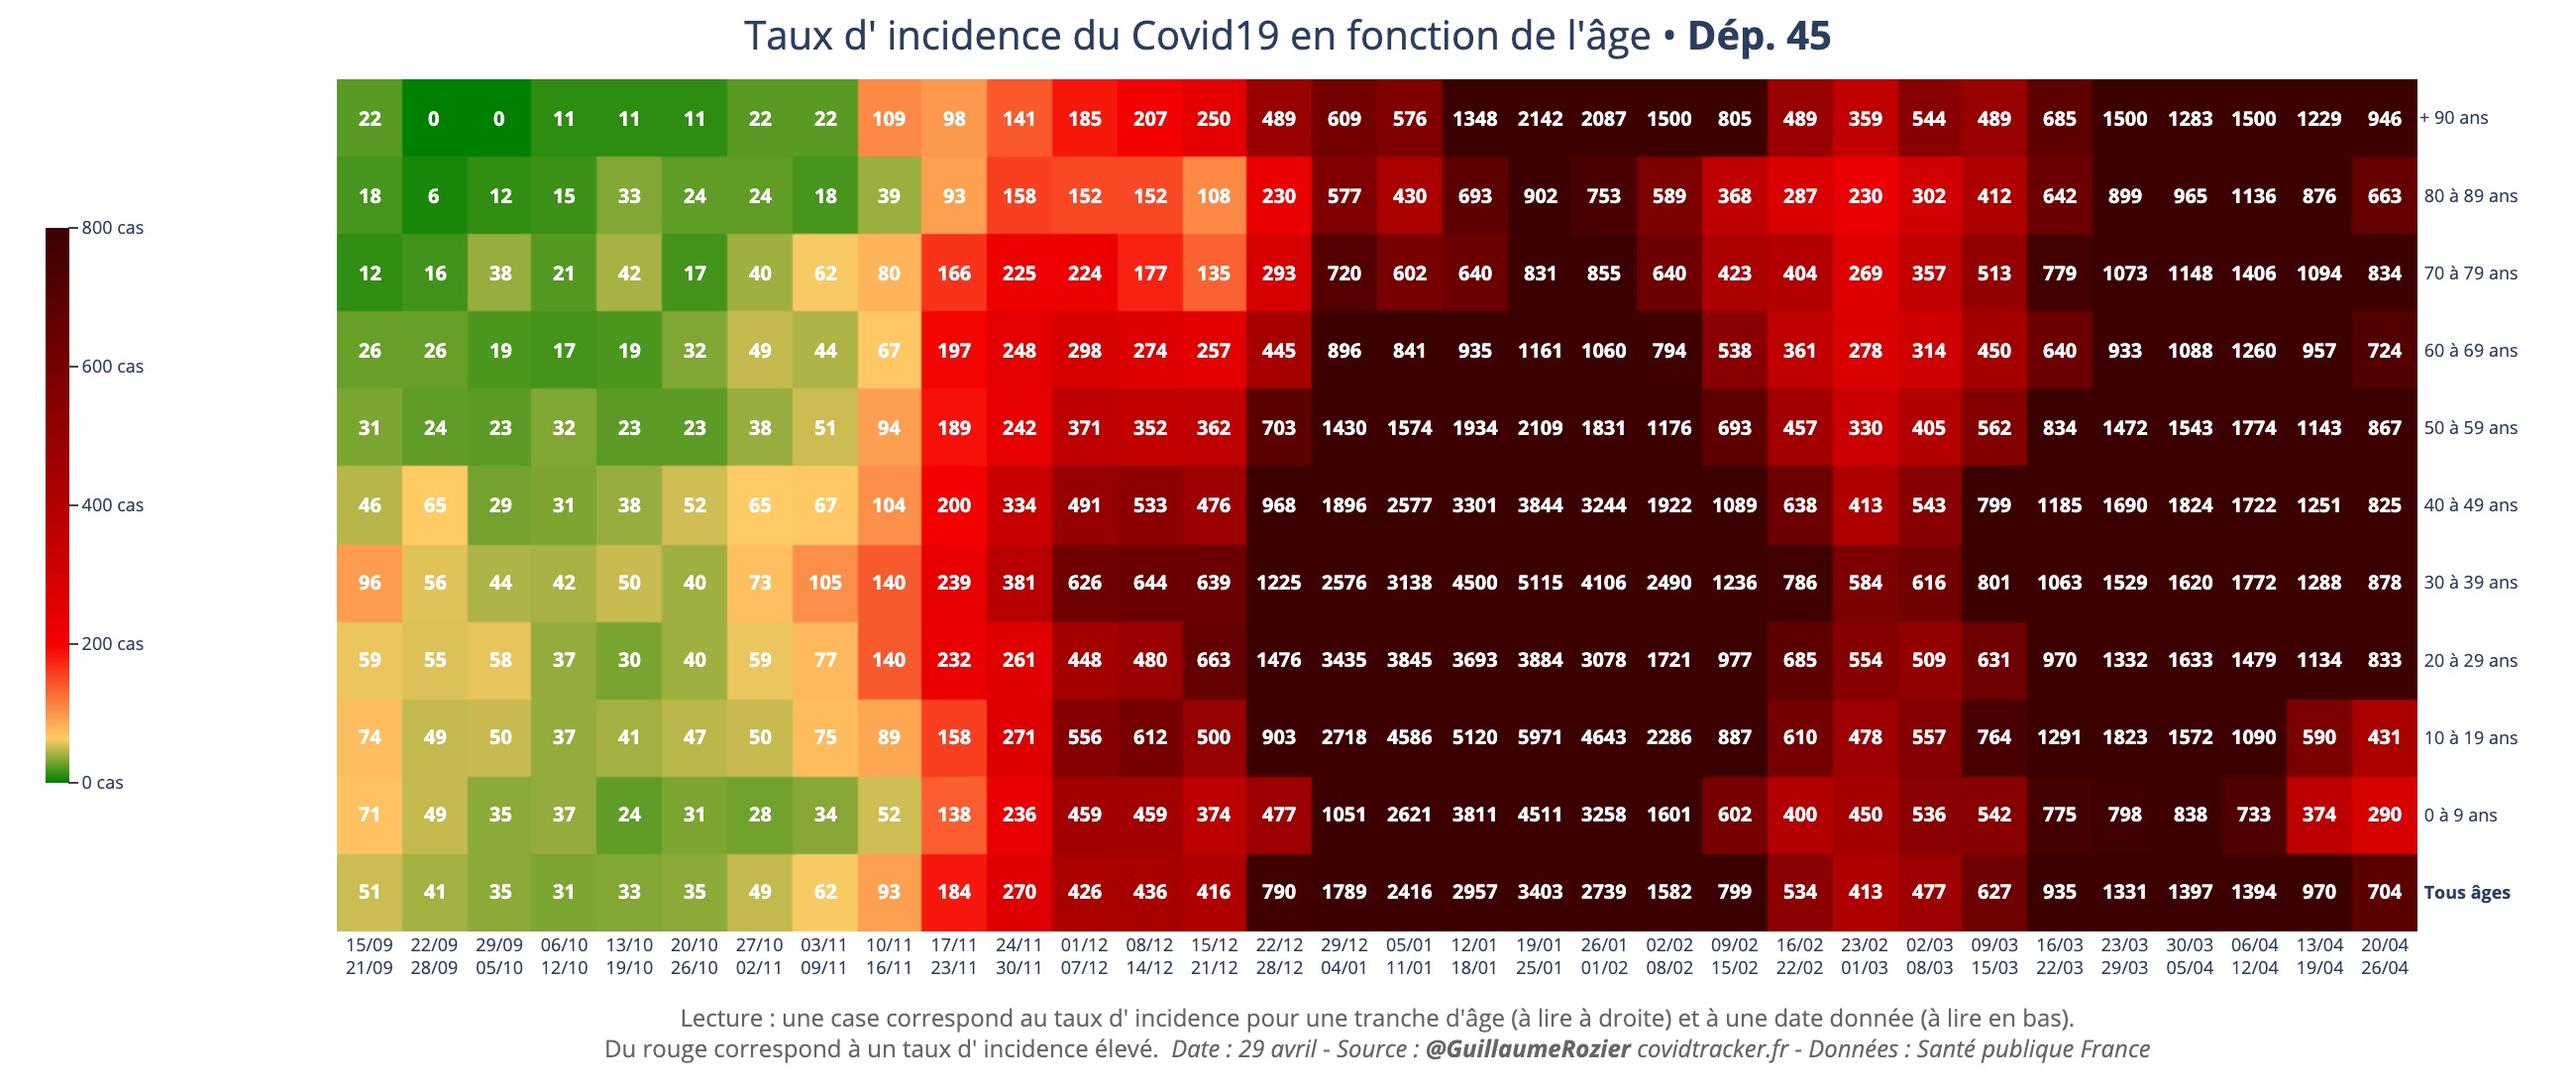 Taux d' incidence du Covid19 en fonction de l'âge • Dép. 45
22 0 0 11 11 11 22 22 109 98 141 185 207 250 489 609 576 1348 2142 2087 1500 805 489 359 544 489 685 1500 1283 1500 1229 946 + 90 ans
18 6 12 15 33 24 24 18 39 93 158 152 152 108 230 577 430 693 902 753 589 368 287 230 302 412 642 899 965 1136 876 663 80 à 89 ans
800 cas
12 16 38 21 42 17 40 62 80 166 225 224 177 135 293 720 602 640 831 855 640 423 404 269 357 513 779 1073 1148 1406 1094 834 70 à 79 ans
26 26 19 17 19 32 49 44 67 197 248 298 274 257 445 896 841 935 1161 1060 794 538 361 278 314 450 640 933 1088 1260 957 724 60 à 69 ans
600 cas
31 24 23 32 23 23 38 51 94 189 242 371 352 362 703 1430 1574 1934 2109 1831 1176 693 457 330 405 562 834 1472 1543 1774 1143 867 50 à 59 ans
400 cas
46 65 29 31 38 52 65 67 104 200 334 491 533 476 968 1896 2577 3301 3844 3244 1922 1089 638 413 543 799 1185 1690 1824 1722 1251 825 40 à 49 ans
96 56 44 42 50 40 73 105 140 239 381 626 644 639 1225 2576 3138 4500 5115 4106 2490 1236 786 584 616 801 1063 1529 1620 1772 1288 878 30 à 39 ans
200 cas
59 55 58 37 30 40 59 77 140 232 261 448 480 663 1476 3435 3845 3693 3884 3078 1721 977 685 554 509 631 970 1332 1633 1479 1134 833 20 à 29 ans
74 49 50 37 41 47 50 75 89 158 271 556 612 500 903 2718 4586 5120 5971 4643 2286 887 610 478 557 764 1291 1823 1572 1090 590 431 10 à 19 ans
0 cas
71 49 35 37 24 31 28 34 52 138 236 459 459 374 477 1051 2621 3811 4511 3258 1601 602 400 450 536 542 775 798 838 733 374 290 0 à 9 ans
51 41 35 31 33 35 49 62 93 184 270 426 436 416 790 1789 2416 2957 3403 2739 1582 799 534 413 477 627 935 1331 1397 1394 970 704 Tous âges
15/09 22/09 29/09 06/10 13/10 20/10 27/10 03/11 10/11 17/11 24/11 01/12 08/12 15/12 22/12 29/12 05/01 12/01 19/01 26/01 02/02 09/02 16/02 23/02 02/03 09/03 16/03 23/03 30/03 06/04 13/04 20/04
21/09 28/09 05/10 12/10 19/10 26/10 02/11 09/11 16/11 23/11 30/11 07/12 14/12 21/12 28/12 04/01 11/01 18/01 25/01 01/02 08/02 15/02 22/02 01/03 08/03 15/03 22/03 29/03 05/04 12/04 19/04 26/04
Lecture : une case correspond au taux d' incidence pour une tranche d'âge (à lire à droite) et à une date donnée (à lire en bas).
Du rouge correspond à un taux d' incidence élevé. Date : 29 avril - Source : @GuillaumeRozier covidtracker.fr - Données : Santé publique France